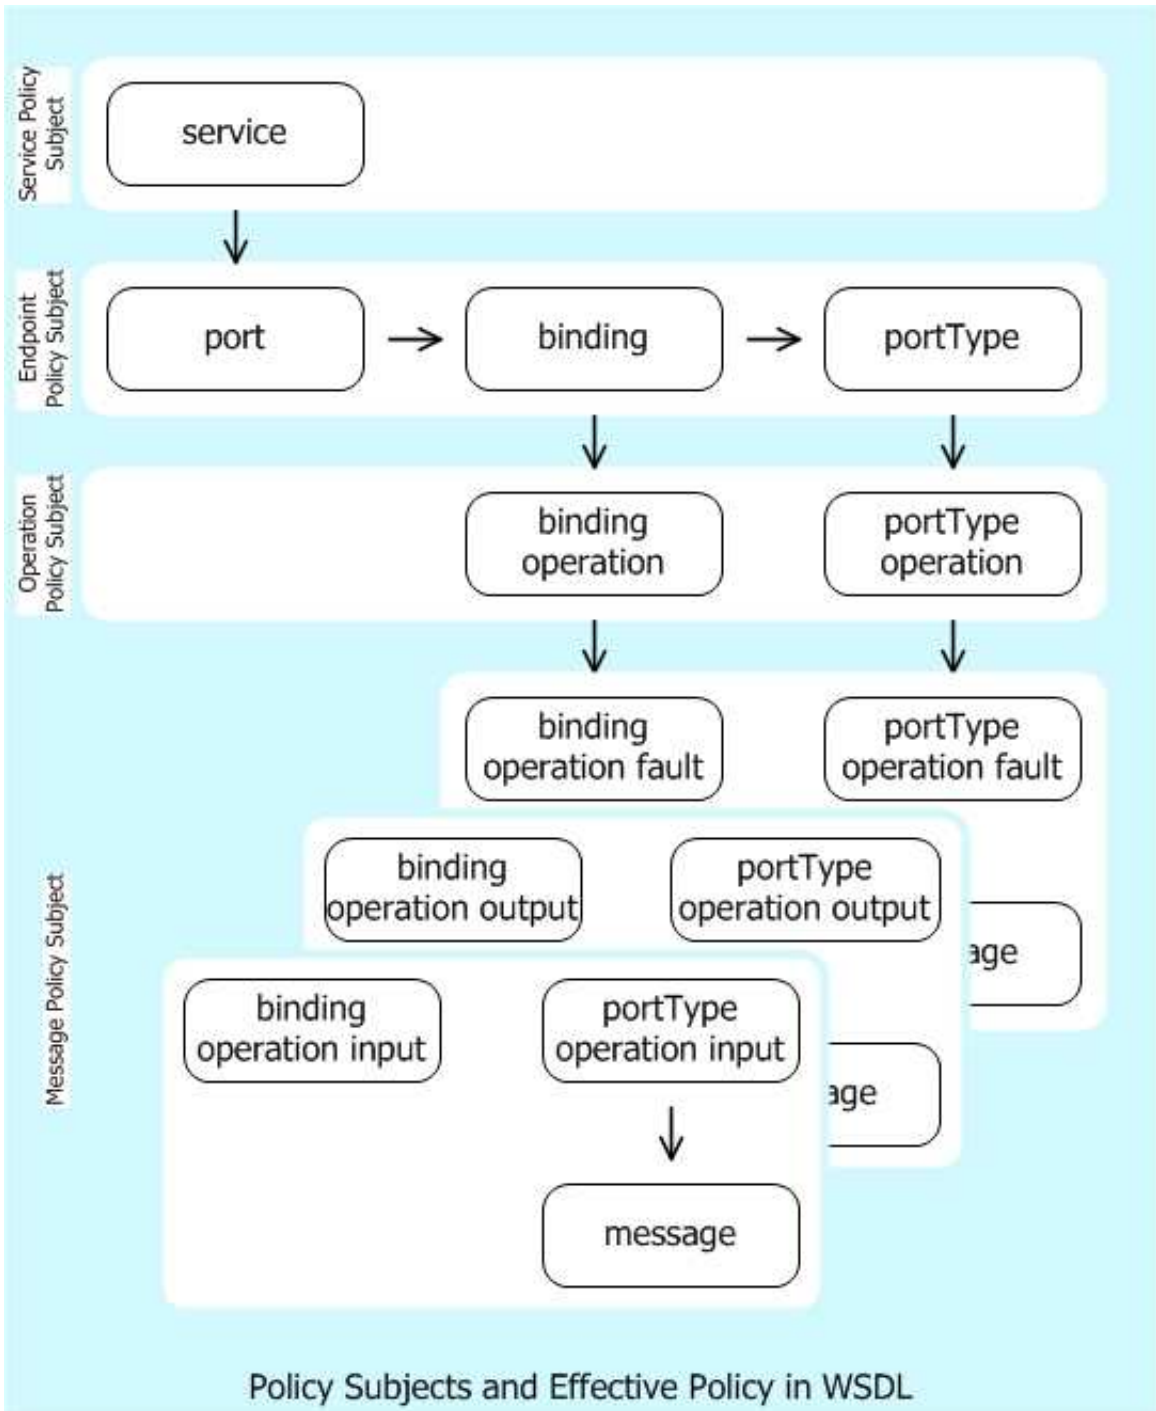 Service Policy
Subject
service
Endpoint
Policy Subject
port
binding
portType
Operation
Policy Subject
binding
operation
portType
operation
Message Policy Subject
binding
operation fault
portType
operation fault
binding
operation output
portType
operation output
age
binding
operation input
portType
operation input
age
message
Policy Subjects and Effective Policy in WSDL